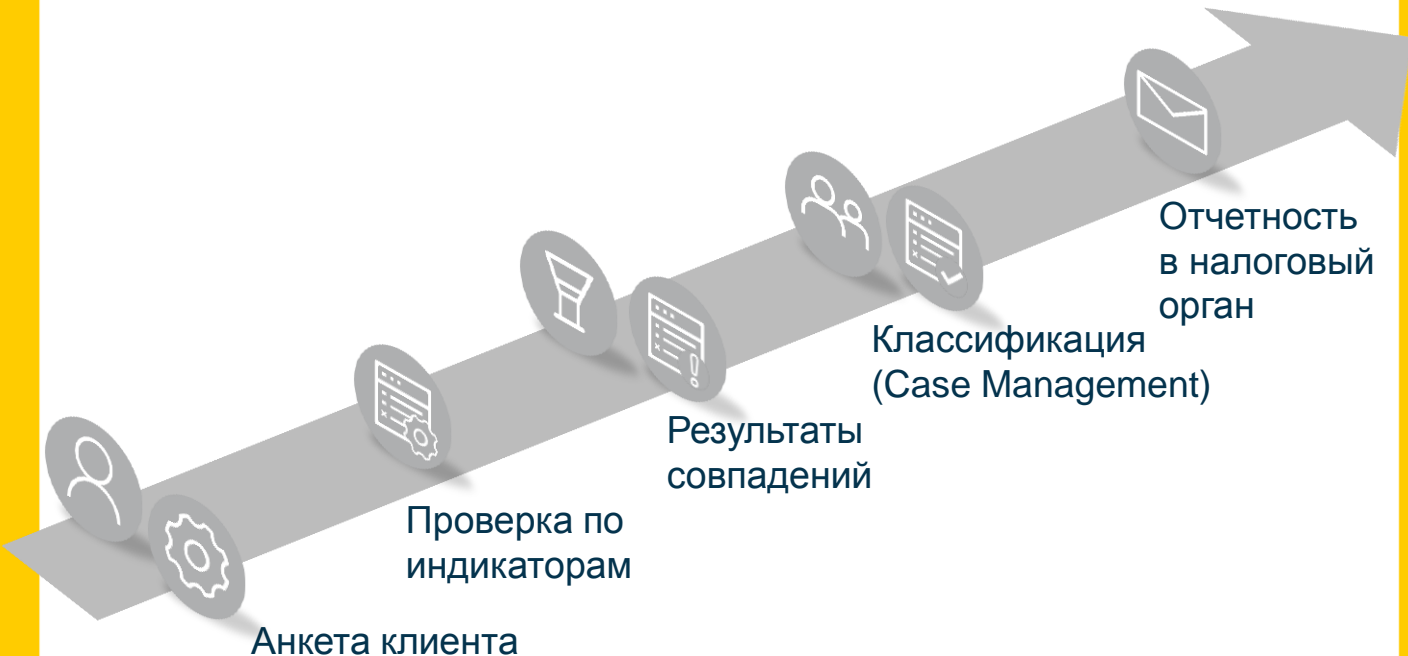 Отчетность
в налоговый
орган
Классификация
(Case Management)
Результаты
совпадений
Проверка по
индикаторам
Анкета клиента